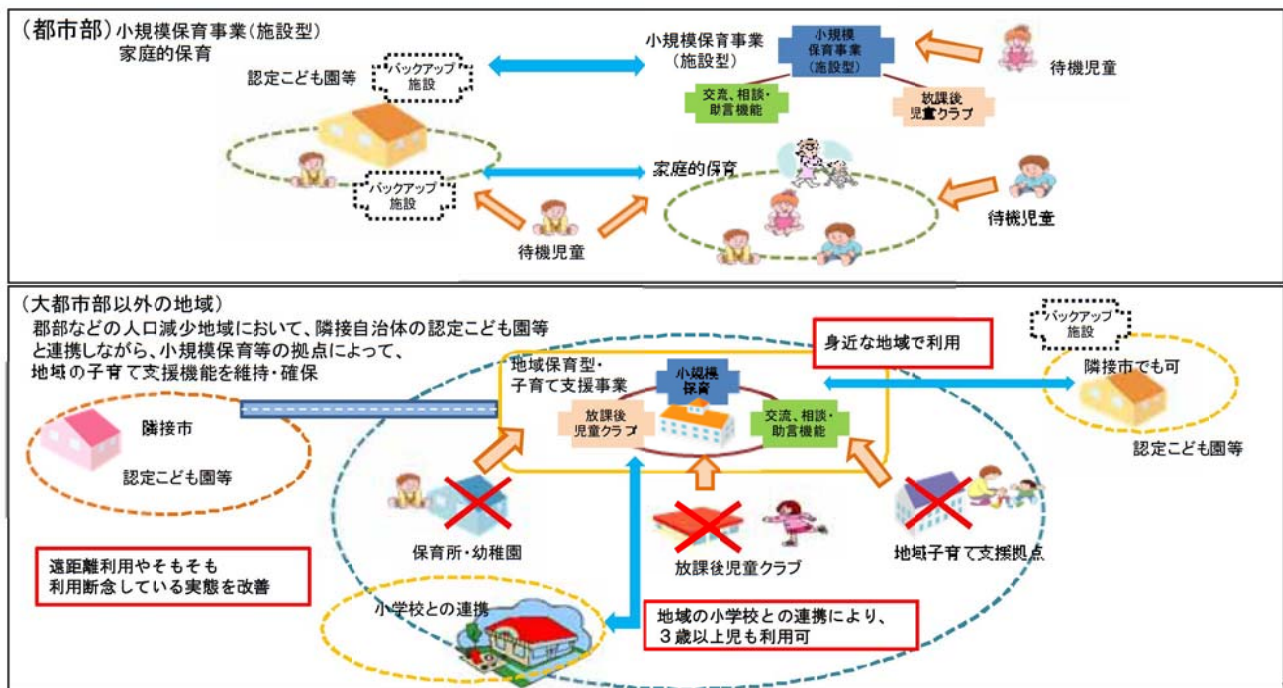 (都市部)小規模保育事業(施設型)
家庭的保育
認定こども園等
バックアップ
施設
小規模保育事業
(施設型)
小規模
保育事業
(施設型)
交流、相談・
助言機能
放課後
児童クラブ
待機児童
バックアップ
施設
家庭的保育
待機児童
待機児童
(大都市部以外の地域)
郡部などの人口減少地域において、隣接自治体の認定こども園等
と連携しながら、小規模保育等の拠点によって、
地域の子育て支援機能を維持・確保
隣接市
認定こども園等
地域保育型・
子育て支援事業
小規模
保育
放課後
児童クラブ
交流、相談・
助言機能
身近な地域で利用
バックアップ
施設
隣接市でも可
認定こども園等
保育所・幼稚園
放課後児童クラブ
地域子育て支援拠点
遠距離利用やそもそも
利用断念している実態を改善
小学校との連携
地域の小学校との連携により、
3歳以上児も利用可